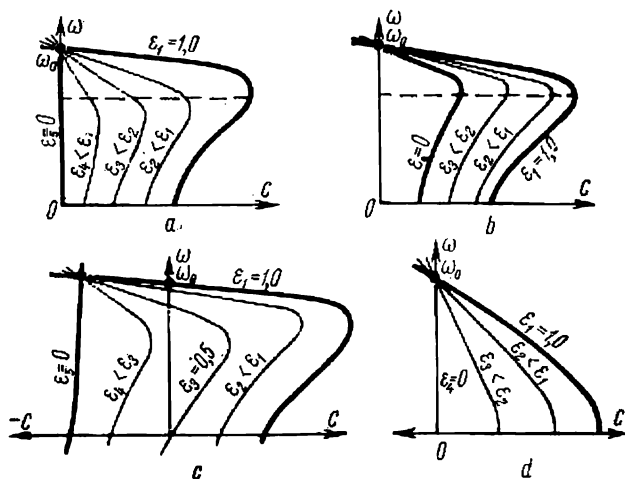 ω
ω₀
ε₁=1,0
ε₅=0
ε₄<ε₁
ε₃<ε₂
ε₂<ε₁
0
C
a
ω
ω₀
ε₄=0
ε₃<ε₂
ε₂<ε₁
ε₁=1,0
0
C
b
ω
ω₀
ε₁=1,0
ε₅=0
ε₄<ε₃
ε₃=0,5
ε₂<ε₁
-C
C
c
ω
ω₀
ε₁=1,0
ε₂<ε₁
ε₃<ε₂
ε₄=0
0
C
d